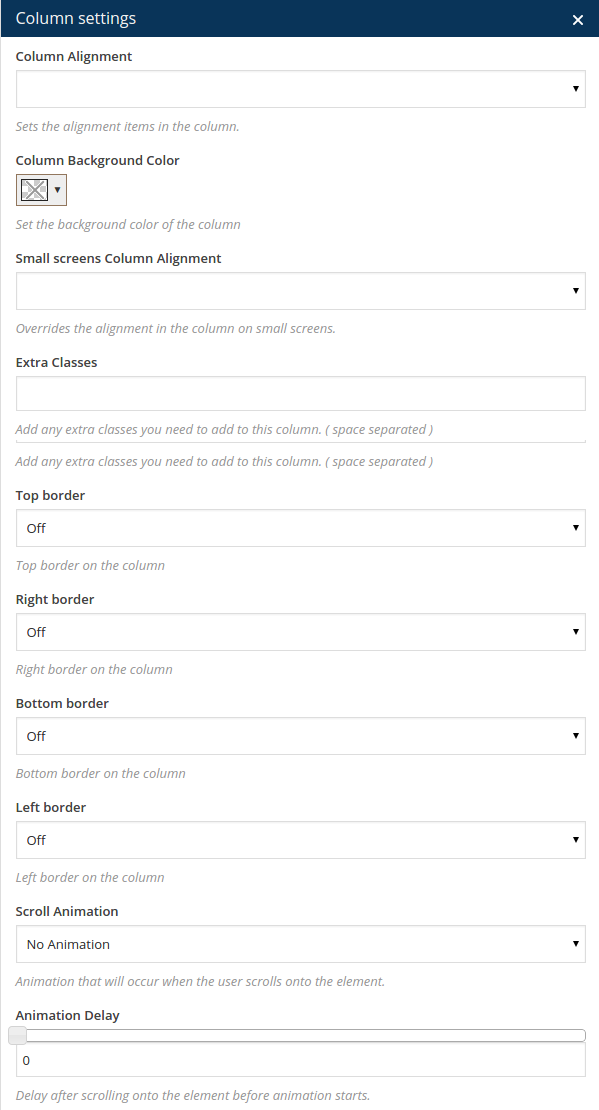 Column settings
Column Alignment
Sets the alignment items in the column.
Column Background Color
Set the background color of the column
Small screens Column Alignment
Overrides the alignment in the column on small screens.
Extra Classes
Add any extra classes you need to add to this column. ( space separated )
Add any extra classes you need to add to this column. ( space separated )
Top border
Off
Top border on the column
Right border
Off
Right border on the column
Bottom border
Off
Bottom border on the column
Left border
Off
Left border on the column
Scroll Animation
No Animation
Animation that will occur when the user scrolls onto the element.
Animation Delay
0
Delay after scrolling onto the element before animation starts.